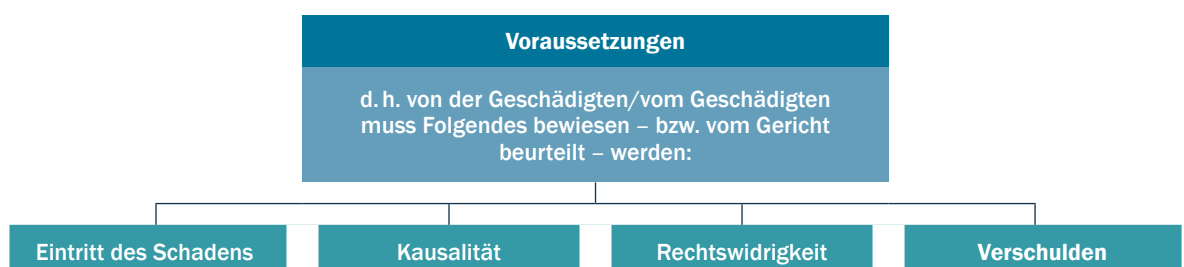 Voraussetzungen
d. h. von der Geschädigten/vom Geschädigten
muss Folgendes bewiesen – bzw. vom Gericht
beurteilt – werden:
Eintritt des Schadens
Kausalität
Rechtswidrigkeit
Verschulden